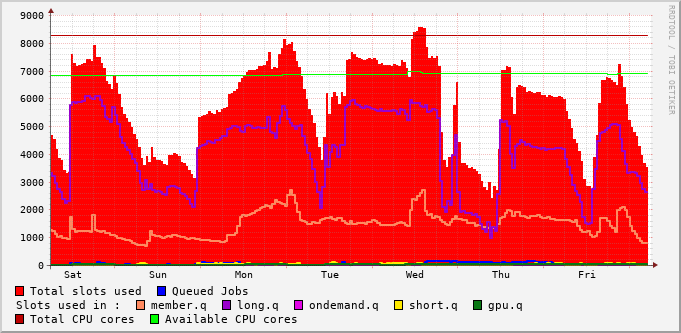 RRDTOOL / TOBI OETIKER
9000
8000
7000
6000
5000
4000
3000
2000
1000
0
Sat Sun Mon Tue Wed Thu Fri
Total slots used Queued Jobs
Slots used in : member.q long.q ondemand.q short.q gpu.q
Total CPU cores Available CPU cores